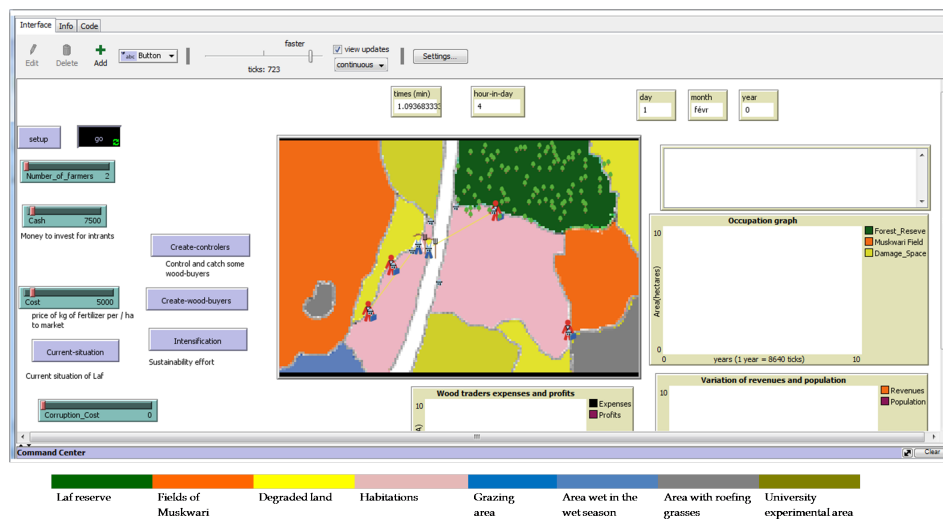 Interface Info Code
faster
Edit Delete Add abc Button view updates
continuous Settings...
ticks: 723
times (min)
1.093683333
hour-in-day
4
day
1
month
févr
year
0
setup go
Number_of_farmers 2
Cash 7500
Money to invest for intrants
Create-controlers
Control and catch some
wood-buyers
Cost 5000
price of kg of fertilizer per / ha
to market
Create-wood-buyers
Current-situation
Current situation of Laf
Intensification
Sustainability effort
Corruption_Cost 0
Occupation graph
10
Area(hectares)
0
0 years (1 year = 8640 ticks) 10
Forest_Reseve
Muskwari Field
Damage_Space
Wood traders expenses and profits
10
Expenses
Profits
Variation of revenues and population
10
Revenues
Population
Command Center Clear
Laf reserve
Fields of
Muskwari
Degraded land
Habitations
Grazing
area
Area wet in the
wet season
Area with roefing
grasses
University
experimental area